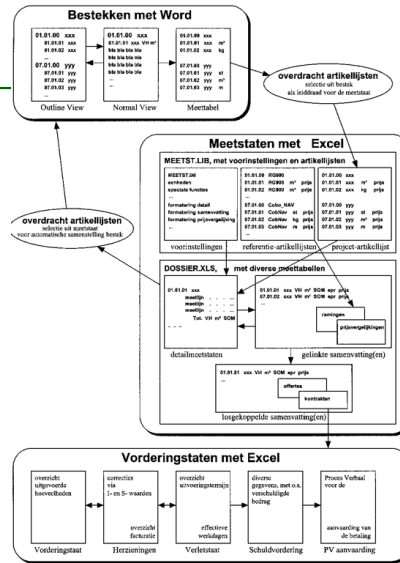 Bestekken met Word
01.01.00 xxx
01.01.01 xxx
01.01.02 xxx
...
07.01.00 yyy
07.01.01 yyy
07.01.02 yyy
07.01.03 yyy
...
Outline View
01.01.00 xxx
01.01.01 xxx VH m²
bla bla bla bla
bla bla bla bla
bla bla bla bla
bla bla bla bla
...
Normal View
01.01.00 xxx
01.01.01 xxx m²
01.01.02 xxx kg
...
07.01.00 yyy
07.01.01 yyy st
07.01.02 yyy m³
07.01.03 yyy m
Meettabel
overdracht artikellijsten
selectie uit bestek
als leidraad voor de meetstaat
Meetstaten met Excel
MEETST.LIB, met voorinstellingen en artikellijsten
MEETST.INI
eenheden
speciale functies
...
formatering detail
formatering samenvatting
formatering prijsvergelijking
...
voorinstellingen
01.01.00 RG900
01.01.01 RG900 m² prijs
01.01.02 RG900 kg prijs
...
07.01.00 Cobo_NAV
07.01.01 CobNav st prijs
07.01.02 CobNav kg prijs
07.01.03 CobNav m prijs
referentie-artikellijsten
01.01.00 xxx
01.01.01 xxx m² prijs
01.01.02 xxx kg prijs
...
07.01.00 yyy
07.01.01 yyy st prijs
07.01.02 yyy m³ prijs
07.01.03 yyy m prijs
project-artikellijst
overdracht artikellijsten
selectie uit meetstaat
voor automatische samenstelling bestek
DOSSIER.XLS, met diverse meettabellen
01.01.01 xxx
meetlijn . . . ...
meetlijn . . . ...
meetlijn . . . ...
Tot. VH m² SOM
detailmeetstaten
01.01.01 xxx VH m² SOM epr prijs
07.01.02 xxx VH m² SOM epr prijs
...
ramingen
prijsvergelijkingen
gelinkte samenvatting(en)
01.01.01 xxx VH m² SOM epr prijs
...
offertes
kontrakten
losgekoppelde samenvatting(en)
Vorderingstaten met Excel
overzicht
uitgevoerde
hoeveelheden
Vorderingstaat
correcties
via
I- en S- waarden
overzicht
facturatie
Herzieningen
overzicht
uitvoeringstermijn
effectieve
werkdagen
Verletstaat
diverse
gegevens, met o.a.
verschuldigde
bedrag
Schuldvordering
Proces Verbaal
voor de
aanvaarding van
de betaling
PV aanvaarding